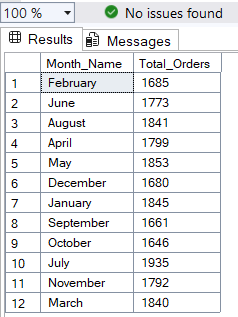 100 % No issues found
Results Messages
Month_Name Total_Orders
1 February 1685
2 June 1773
3 August 1841
4 April 1799
5 May 1853
6 December 1680
7 January 1845
8 September 1661
9 October 1646
10 July 1935
11 November 1792
12 March 1840